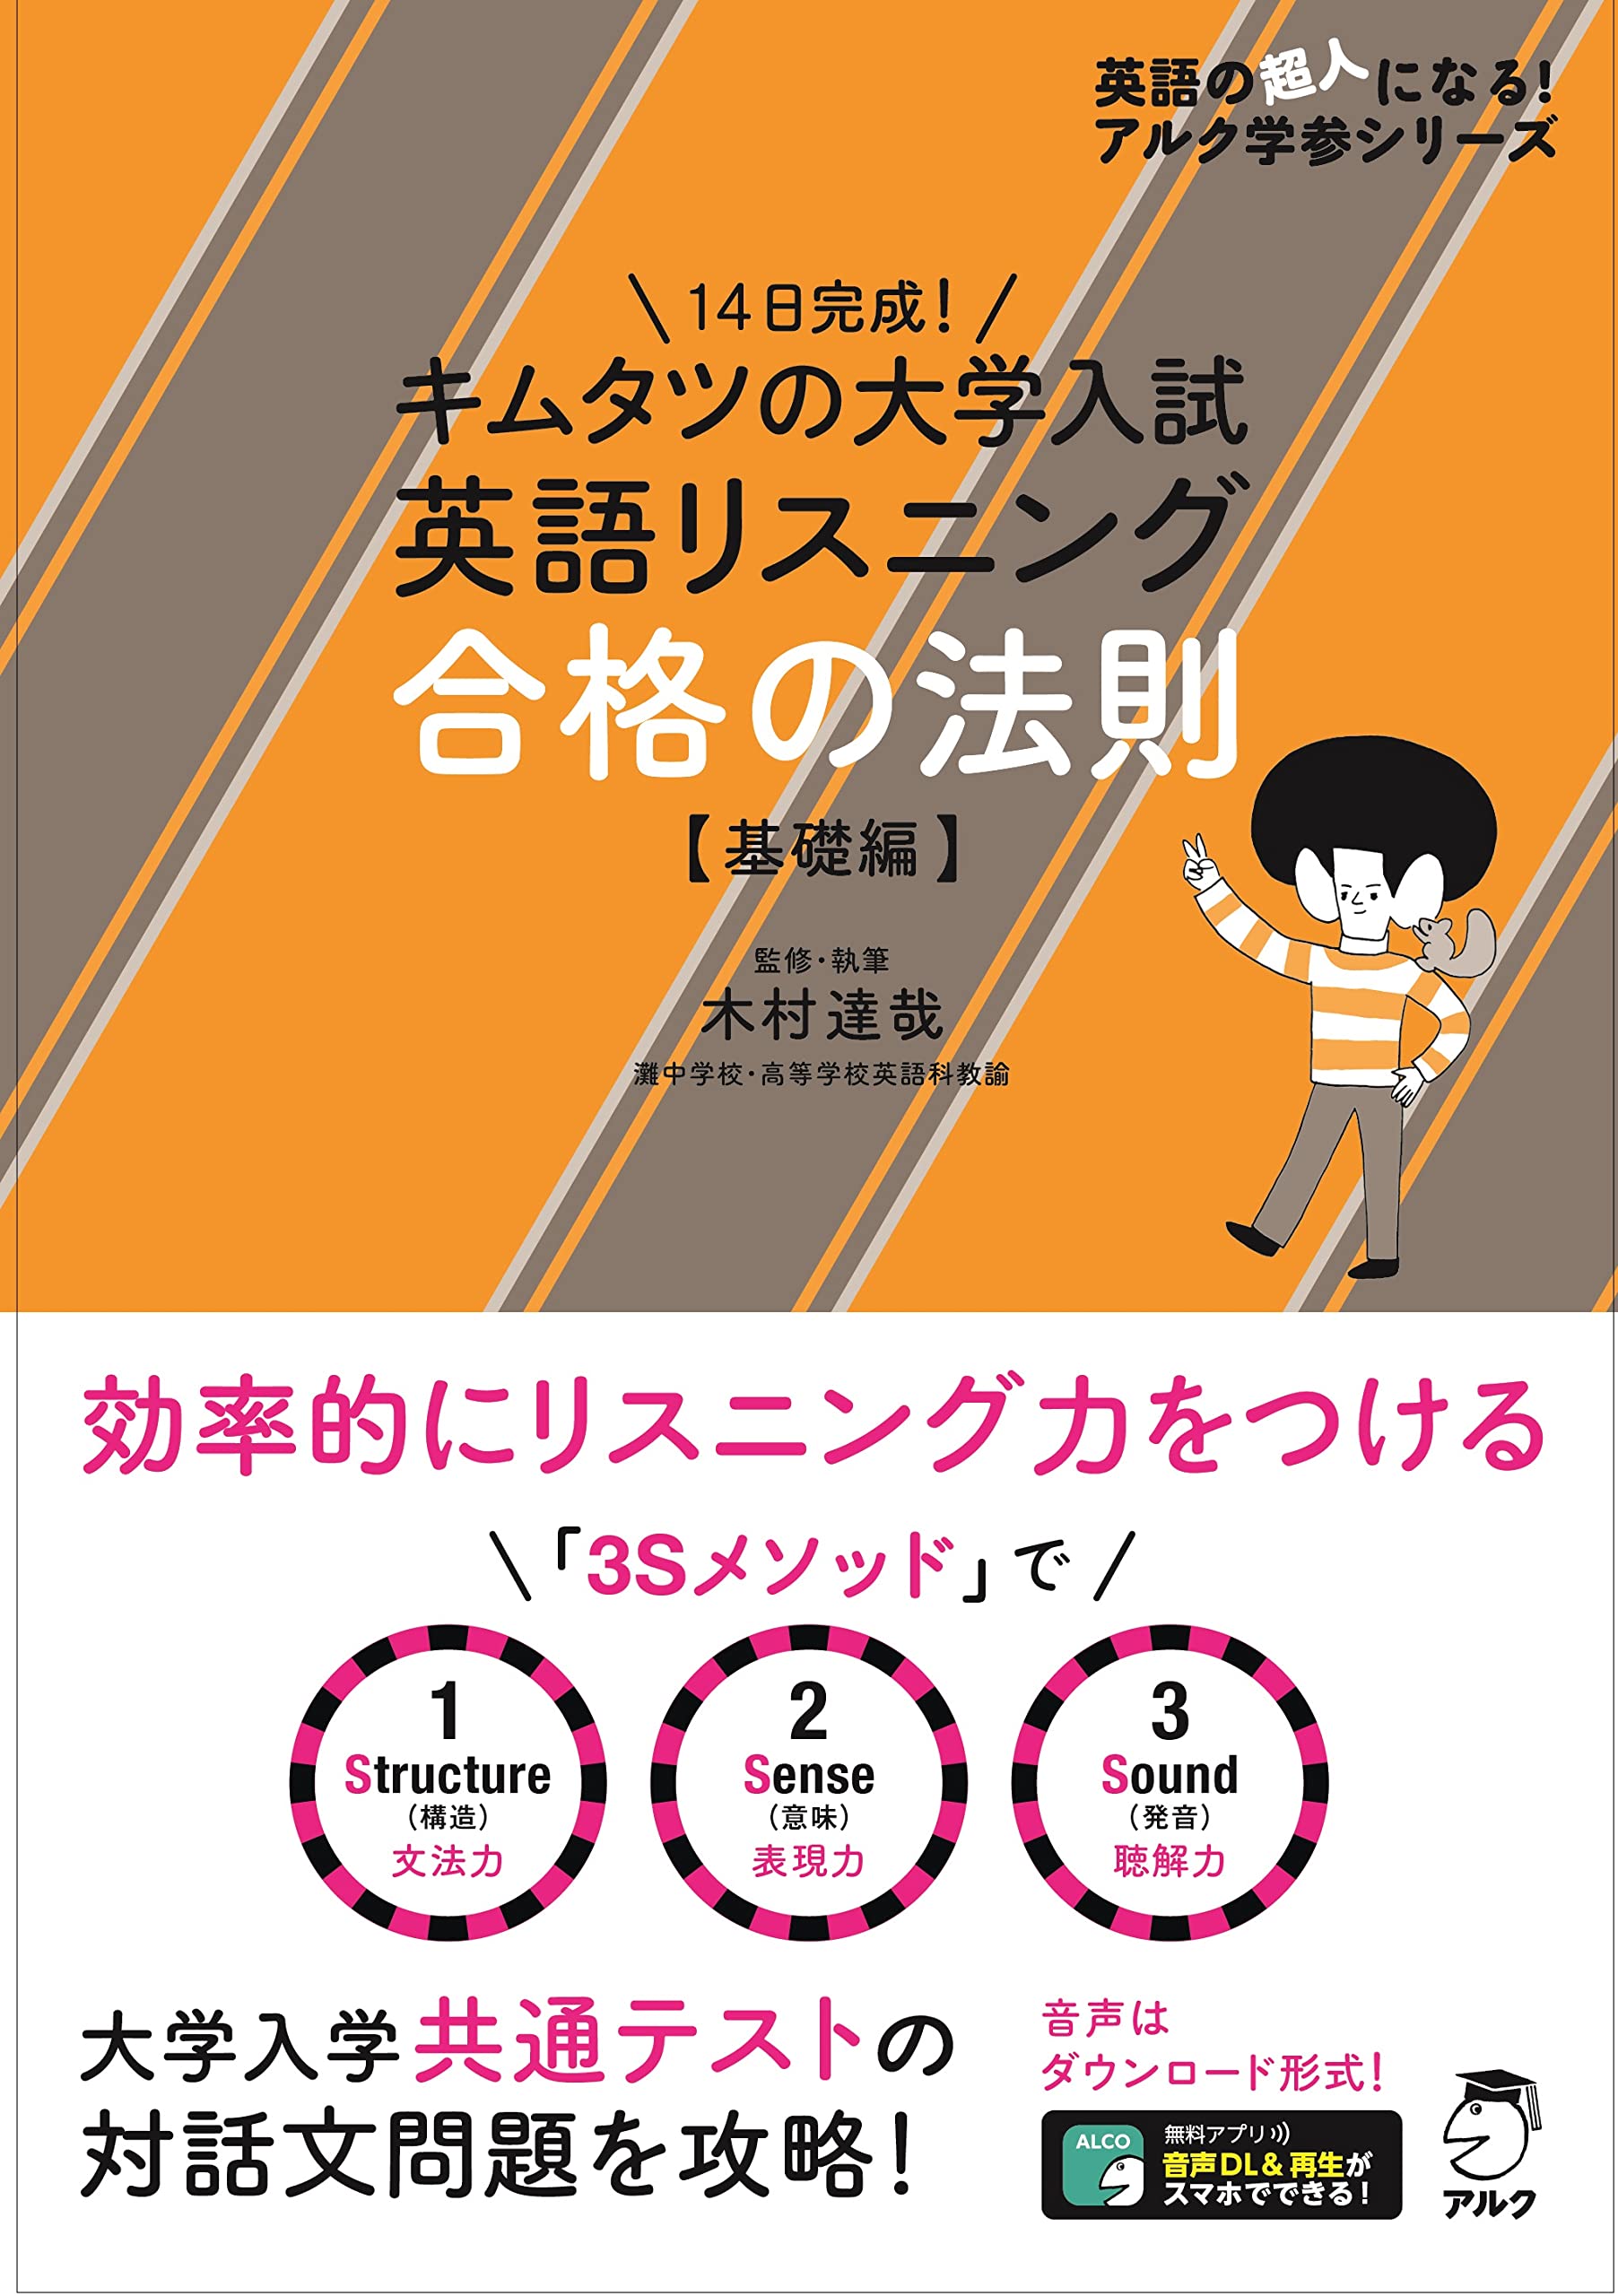 英語の超人になる!
アルク学参シリーズ
14日完成!
キムタツの大学入試
英語リスニング
合格の法則
【基礎編】
監修・執筆
木村達哉
灘中学校・高等学校英語科教諭
効率的にリスニング力をつける
「3Sメソッド」で
1
Structure
(構造)
文法力
2
Sense
(意味)
表現力
3
Sound
(発音)
聴解力
大学入学共通テストの
対話文問題を攻略!
音声は
ダウンロード形式!
ALCO
無料アプリ
音声DL&再生が
スマホでできる!
アルク